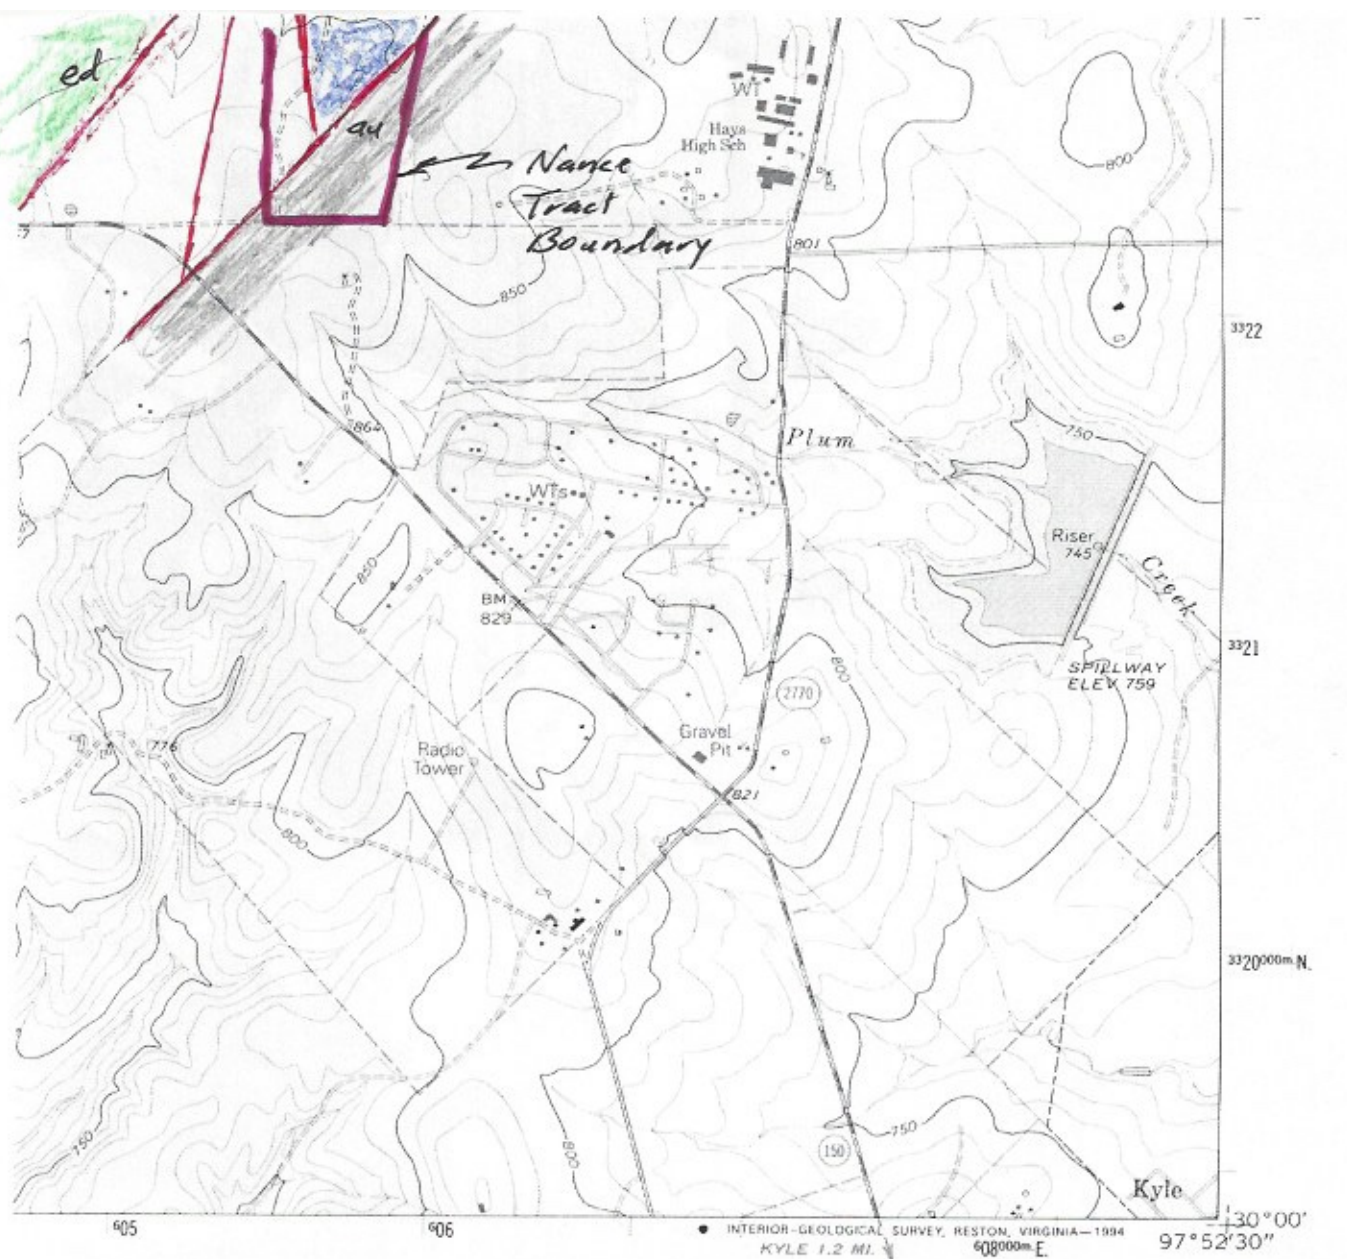 ed
au
Nance
Tract
Boundary
WT
Hays
High Sch
800
801
850
3322
864
Plum
750
WTs
Riser
745
Creek
850
BM
829
3321
SPILLWAY
ELEV 759
800
2770
776
Radio
Tower
Gravel
Pit
821
800
3320000m.N.
750
750
800
150
Kyle
605
606
INTERIOR-GEOLOGICAL SURVEY, RESTON, VIRGINIA-1994
KYLE 1.2 MI.
608000m.E.
30°00'
97°52'30"